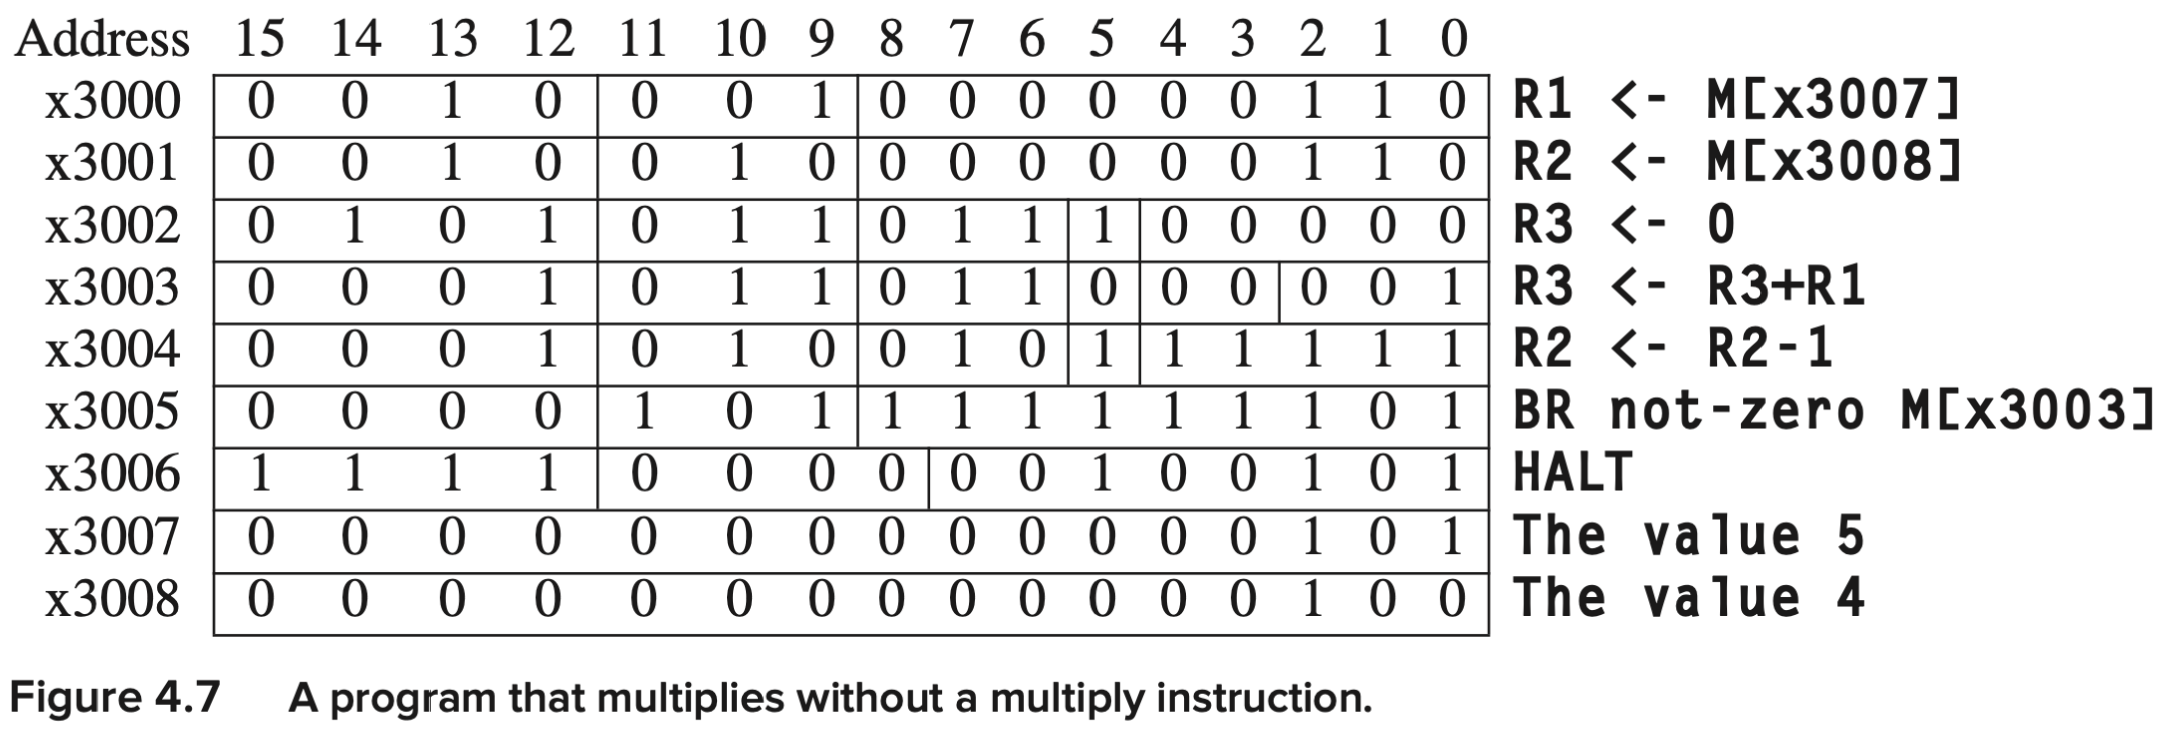 Address 15 14 13 12 11 10 9 8 7 6 5 4 3 2 1 0
x3000 0 0 1 0 0 0 1 0 0 0 0 0 0 1 1 0 R1 <- M[x3007]
x3001 0 0 1 0 0 1 0 0 0 0 0 0 0 1 1 0 R2 <- M[x3008]
x3002 0 1 0 1 0 1 1 0 1 1 1 0 0 0 0 0 R3 <- 0
x3003 0 0 0 1 0 1 1 0 1 1 0 0 0 0 0 1 R3 <- R3+R1
x3004 0 0 0 1 0 1 0 0 1 0 1 1 1 1 1 1 R2 <- R2-1
x3005 0 0 0 0 1 0 1 1 1 1 1 1 1 1 0 1 BR not-zero M[x3003]
x3006 1 1 1 1 0 0 0 0 0 0 1 0 0 1 0 1 HALT
x3007 0 0 0 0 0 0 0 0 0 0 0 0 0 1 0 1 The value 5
x3008 0 0 0 0 0 0 0 0 0 0 0 0 0 1 0 0 The value 4
Figure 4.7 A program that multiplies without a multiply instruction.